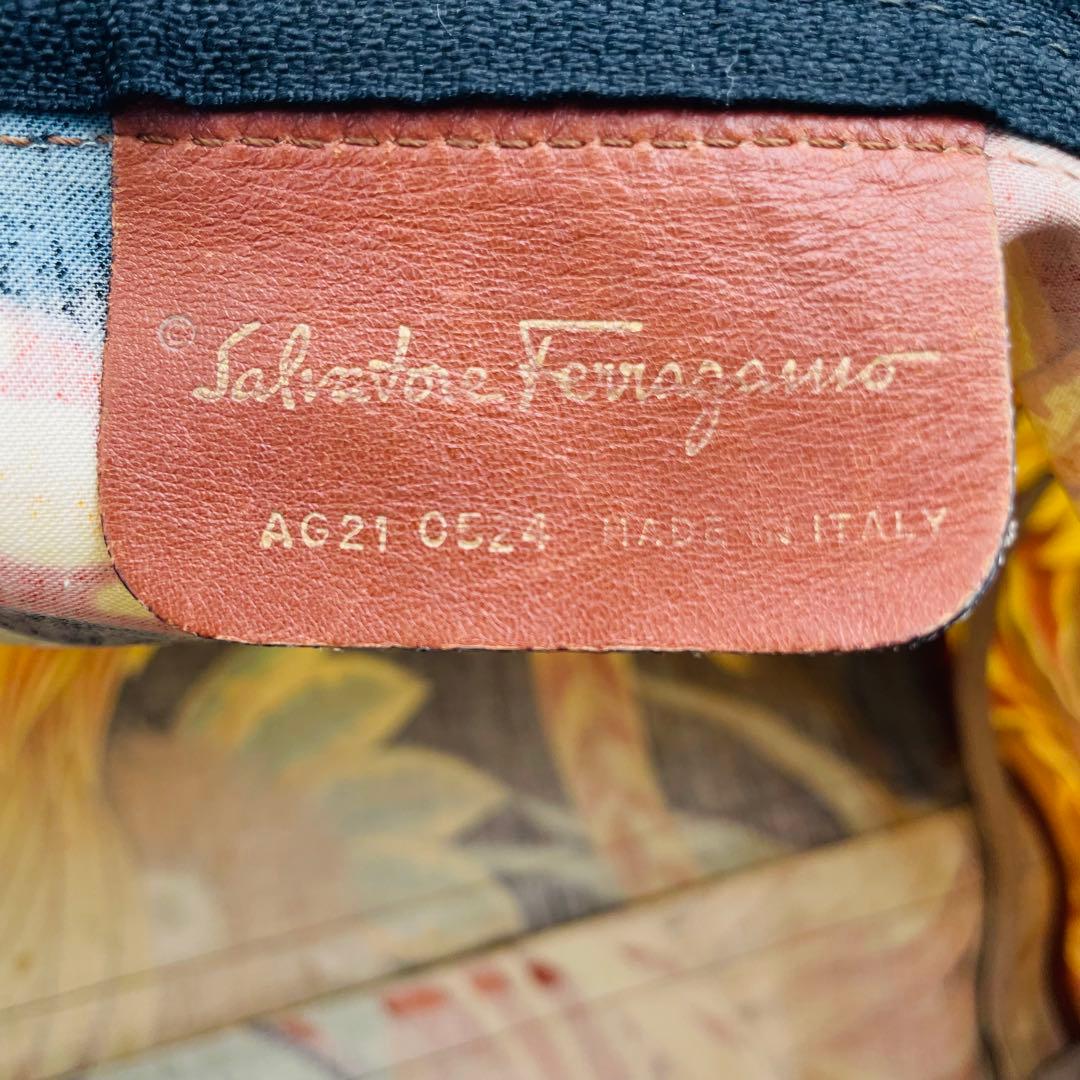 © Salvatore Ferragamo
AG21 0524 MADE IN ITALY